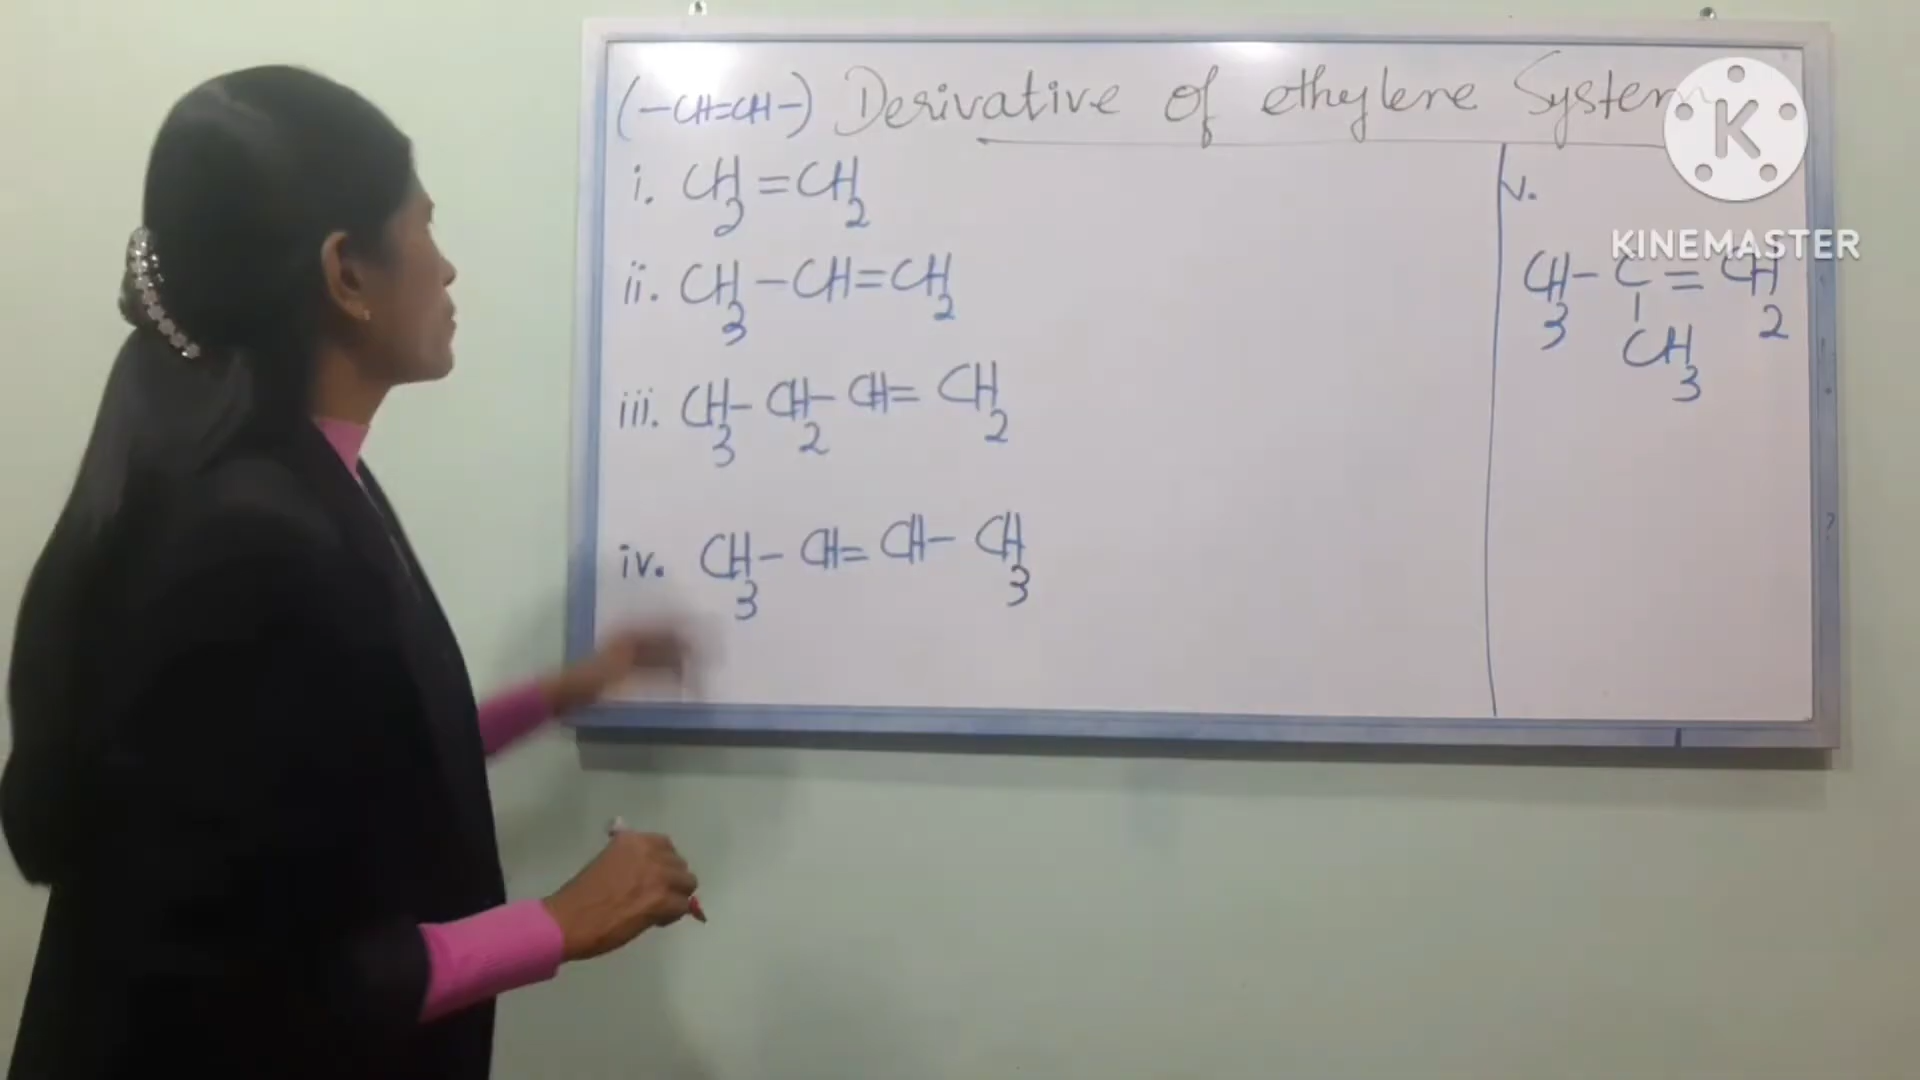 (-CH=CH-) Derivative of ethylene System
i. CH2=CH2
ii. CH3-CH=CH2
iii. CH3-CH2-CH=CH2
iv. CH3-CH=CH-CH3
v.
CH3-C=CH2
CH3
K
KINEMASTER